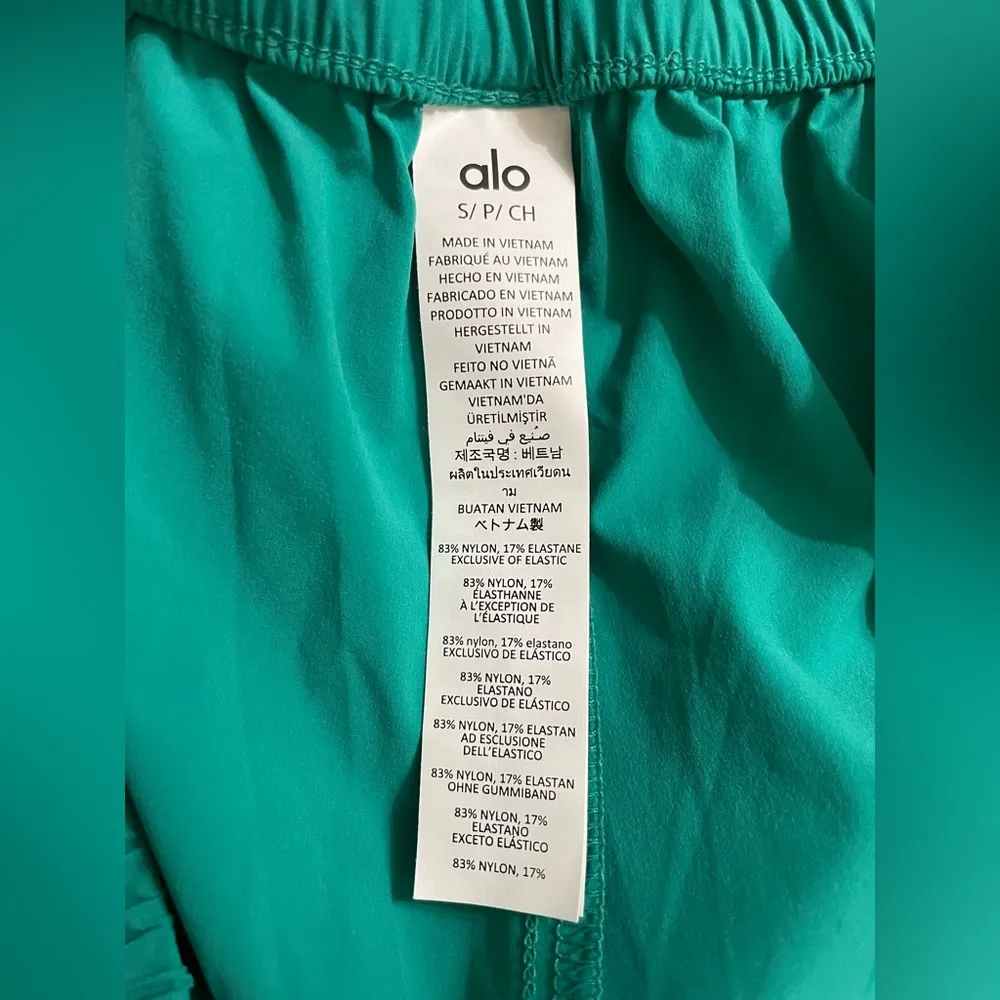 alo
S/ P/ CH
MADE IN VIETNAM
FABRIQUÉ AU VIETNAM
HECHO EN VIETNAM
FABRICADO EN VIETNAM
PRODOTTO IN VIETNAM
HERGESTELLT IN
VIETNAM
FEITO NO VIETNÃ
GEMAAKT IN VIETNAM
VIETNAM'DA
ÜRETİLMİŞTİR
صُنِع في فيتنام
제조국명 : 베트남
ผลิตในประเทศเวียดน
าม
BUATAN VIETNAM
ベトナム製
83% NYLON, 17% ELASTANE
EXCLUSIVE OF ELASTIC
83% NYLON, 17%
ÉLASTHANNE
À L'EXCEPTION DE
L'ÉLASTIQUE
83% nylon, 17% elastano
EXCLUSIVO DE ELÁSTICO
83% NYLON, 17%
ELASTANO
EXCLUSIVO DE ELÁSTICO
83% NYLON, 17% ELASTAN
AD ESCLUSIONE
DELL'ELASTICO
83% NYLON, 17% ELASTAN
OHNE GUMMIBAND
83% NYLON, 17%
ELASTANO
EXCETO ELÁSTICO
83% NYLON, 17%